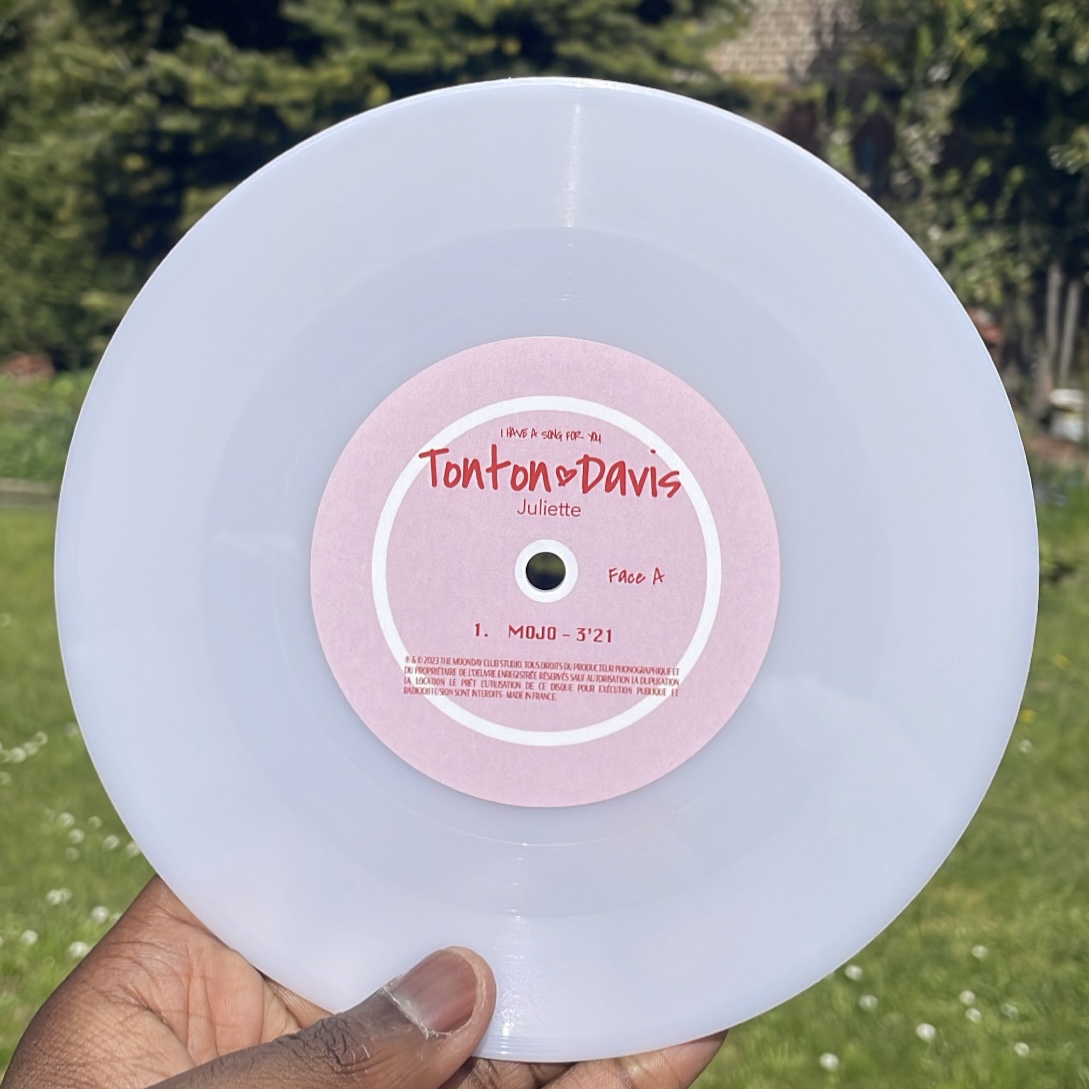 I HAVE A SONG FOR YOU
Tonton♡Davis
Juliette
Face A
1. MOJO - 3'21
℗ & © 2023 THE MOONDAY CLUB STUDIO, TOUS DROITS DU PRODUCTEUR PHONOGRAPHIQUE ET
DU PROPRIÉTAIRE DE L'OEUVRE ENREGISTRÉE RÉSERVÉS SAUF AUTORISATION LA DUPLICATION
LA LOCATION LE PRÊT L'UTILISATION DE CE DISQUE POUR EXÉCUTION PUBLIQUE ET
RADIODIFFUSION SONT INTERDITS - MADE IN FRANCE.